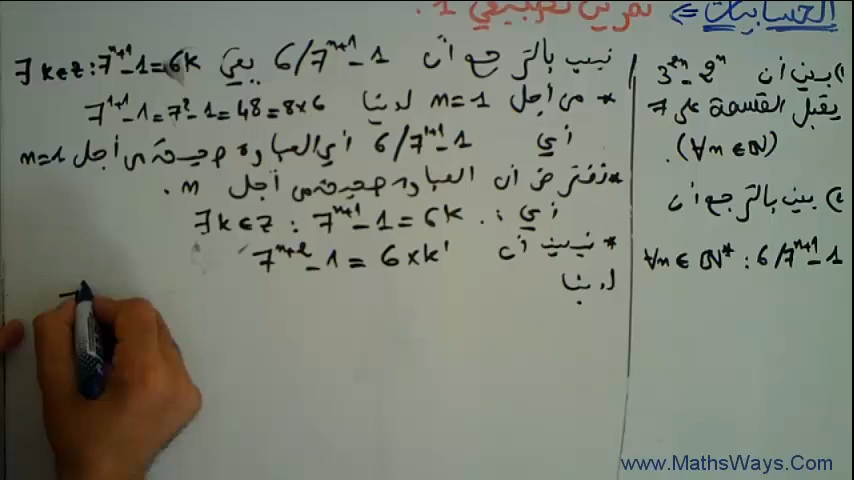 الحسابيات ⇐ تمرين تطبيقي 1.
1) بين أن 3^{2n} - 2^n
يقبل القسمة على 7
(∀n ∈ ℕ).
2) بين بالترجع أن
∀n ∈ ℕ* : 6/7^{n+1} - 1
نبين بالترجع أن 6/7^{n+1} - 1 يعني ∃k∈ℤ : 7^{n+1} - 1 = 6k
* من أجل n = 1 لدينا 7^{1+1} - 1 = 7^2 - 1 = 48 = 8×6
أي 6/7^{1+1} - 1 أي العبارة صحيحة من أجل n=1
* نفترض أن العبارة صحيحة من أجل n.
أي : ∃k∈ℤ : 7^{n+1} - 1 = 6k.
* نبين أن 7^{n+2} - 1 = 6×k'
لدينا
www.MathsWays.Com